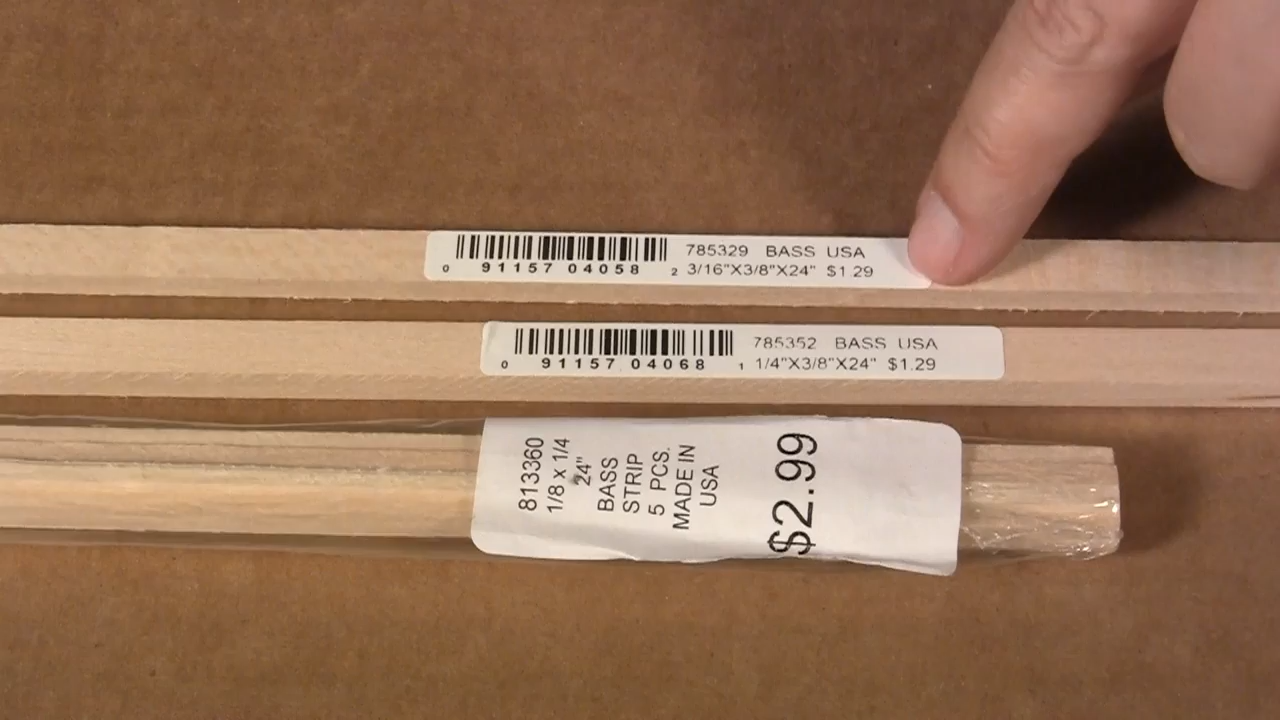 785329 BASS USA
0 91157 04058 2 3/16"X3/8"X24" $1.29
785352 BASS USA
0 91157 04068 1 1/4"X3/8"X24" $1.29
813360
1/8 x 1/4
24"
BASS
STRIP
5 PCS.
MADE IN
USA
$2.99